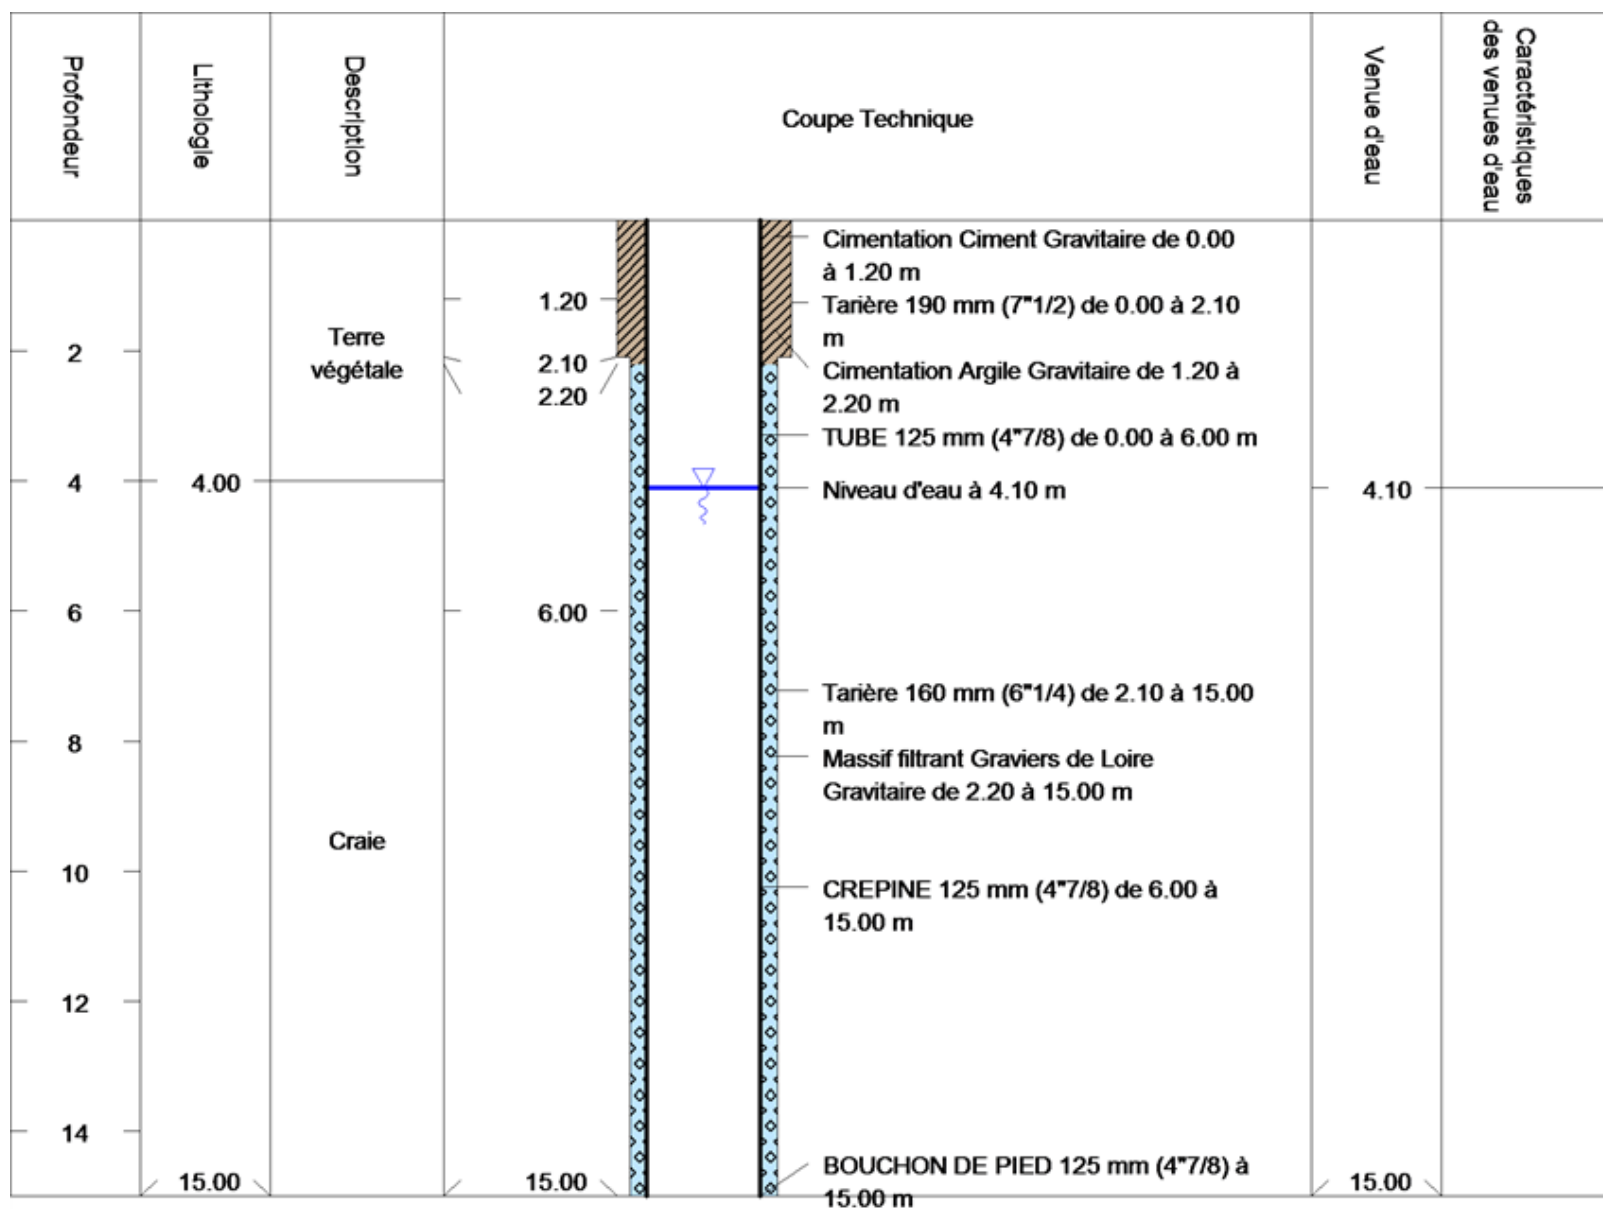 Profondeur
Lithologie
Description
Coupe Technique
Venue d'eau
Caractéristiques
des venues d'eau
Cimentation Ciment Gravitaire de 0.00
à 1.20 m
1.20
Tarière 190 mm (7"1/2) de 0.00 à 2.10
m
Terre
végétale
2
2.10
2.20
Cimentation Argile Gravitaire de 1.20 à
2.20 m
TUBE 125 mm (4"7/8) de 0.00 à 6.00 m
4
4.00
Niveau d'eau à 4.10 m
4.10
6
6.00
Tarière 160 mm (6"1/4) de 2.10 à 15.00
m
8
Massif filtrant Graviers de Loire
Gravitaire de 2.20 à 15.00 m
Craie
10
CREPINE 125 mm (4"7/8) de 6.00 à
15.00 m
12
14
15.00
15.00
BOUCHON DE PIED 125 mm (4"7/8) à
15.00 m
15.00